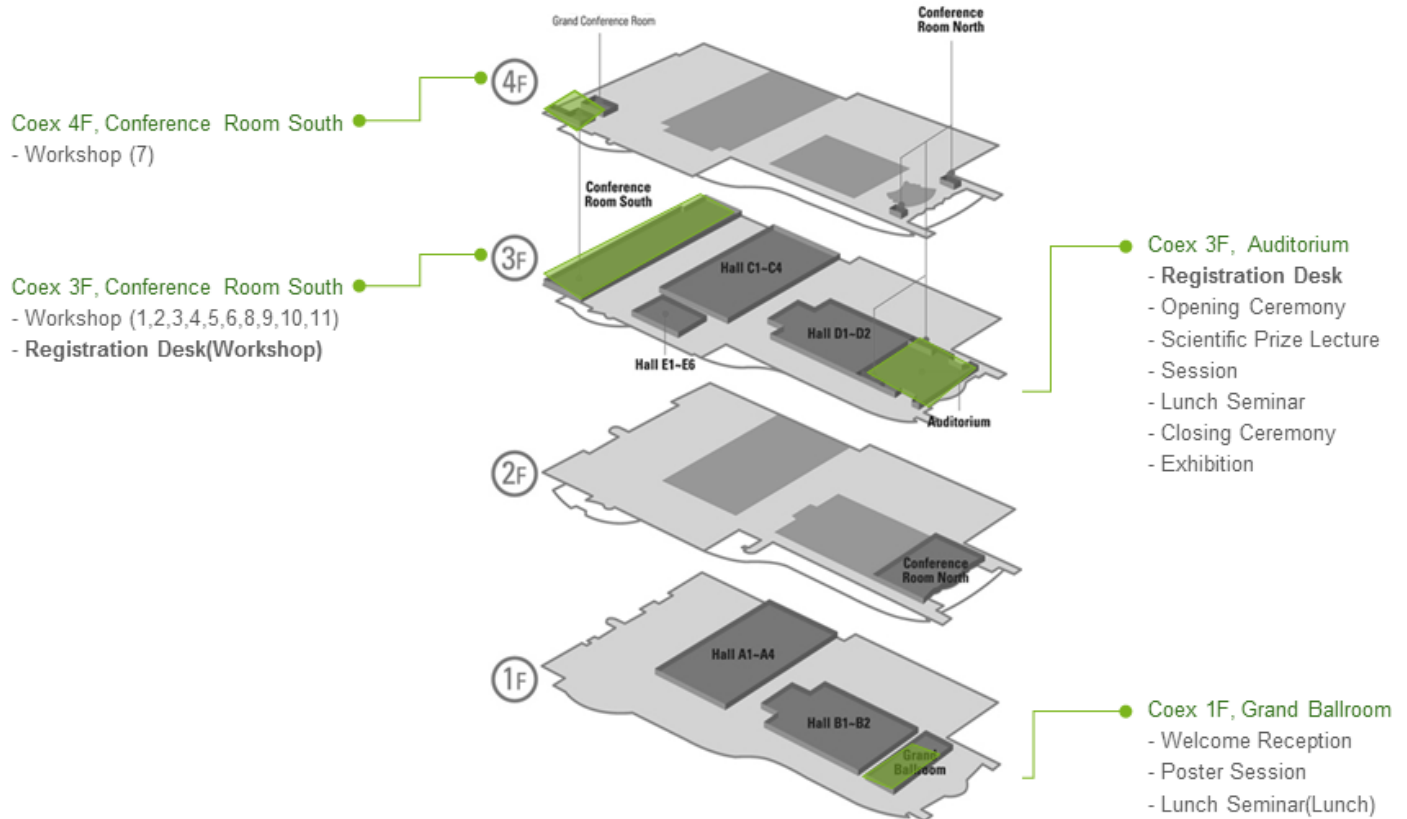 Grand Conference Room
Conference
Room North
4F
Coex 4F, Conference Room South
- Workshop (7)
Conference
Room South
3F
Coex 3F, Conference Room South
- Workshop (1,2,3,4,5,6,8,9,10,11)
- Registration Desk(Workshop)
Hall C1~C4
Hall D1~D2
Hall E1~E6
Auditorium
Coex 3F, Auditorium
- Registration Desk
- Opening Ceremony
- Scientific Prize Lecture
- Session
- Lunch Seminar
- Closing Ceremony
- Exhibition
2F
Conference
Room North
1F
Hall A1~A4
Hall B1~B2
Grand
Ballroom
Coex 1F, Grand Ballroom
- Welcome Reception
- Poster Session
- Lunch Seminar(Lunch)